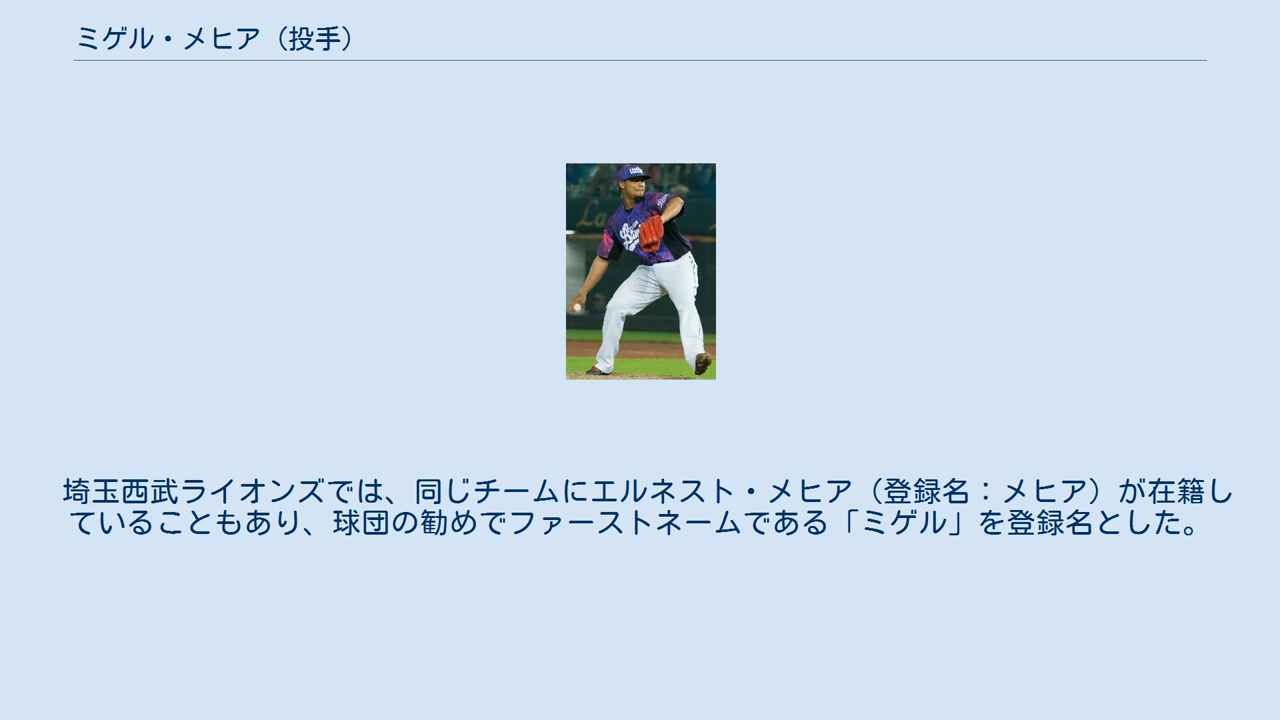 ミゲル・メヒア（投手）
埼玉西武ライオンズでは、同じチームにエルネスト・メヒア（登録名：メヒア）が在籍し
ていることもあり、球団の勧めでファーストネームである「ミゲル」を登録名とした。